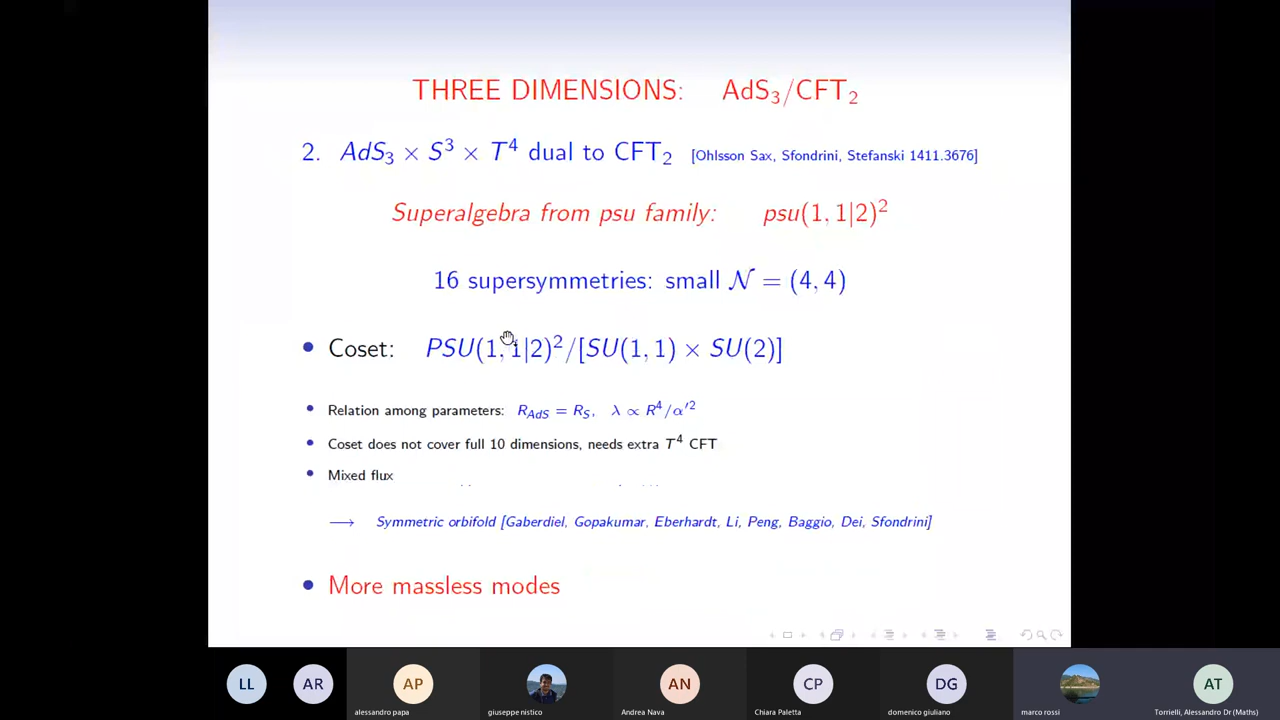 THREE DIMENSIONS: AdS₃/CFT₂
2. AdS₃ × S³ × T⁴ dual to CFT₂ [Ohlsson Sax, Sfondrini, Stefanski 1411.3676]
Superalgebra from psu family: psu(1, 1|2)²
16 supersymmetries: small 𝒩 = (4, 4)
• Coset: PSU(1, 1|2)²/[SU(1, 1) × SU(2)]
• Relation among parameters: R_AdS = R_S, λ ∝ R⁴/α′²
• Coset does not cover full 10 dimensions, needs extra T⁴ CFT
• Mixed flux
⟶ Symmetric orbifold [Gaberdiel, Gopakumar, Eberhardt, Li, Peng, Baggio, Dei, Sfondrini]
• More massless modes
LL AR AP AN CP DG AT
alessandro papa giuseppe nistico Andrea Nava Chiara Paletta domenico giuliano marco rossi Torrielli, Alessandro Dr (Maths)